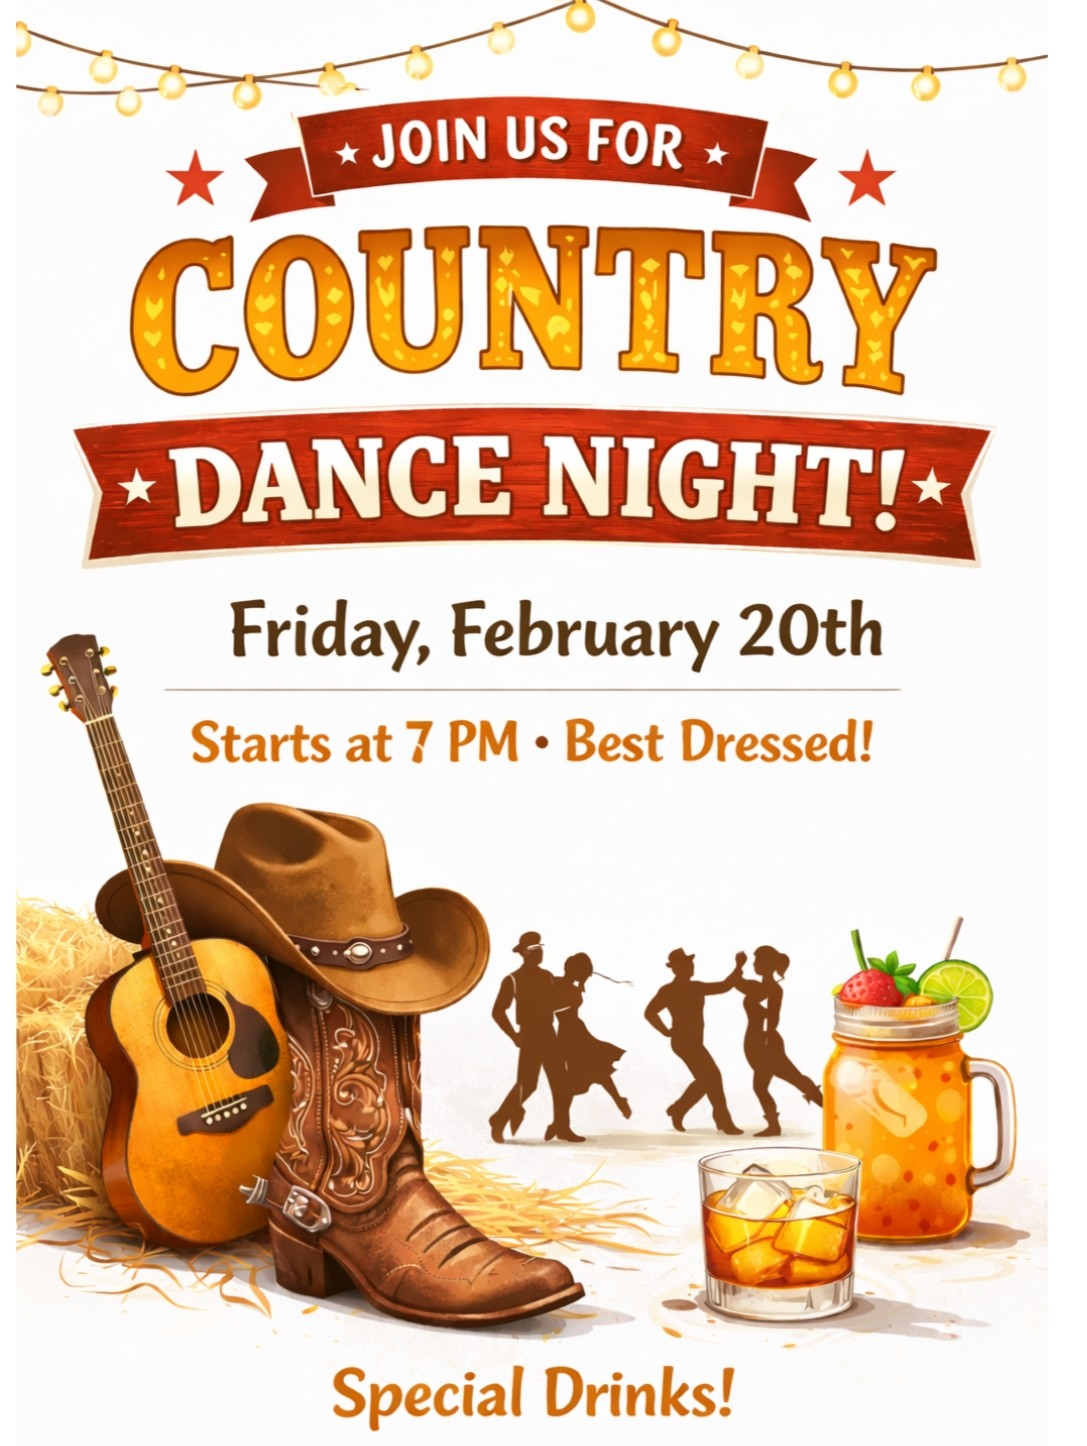 JOIN US FOR
COUNTRY
DANCE NIGHT!
Friday, February 20th
Starts at 7 PM • Best Dressed!
Special Drinks!